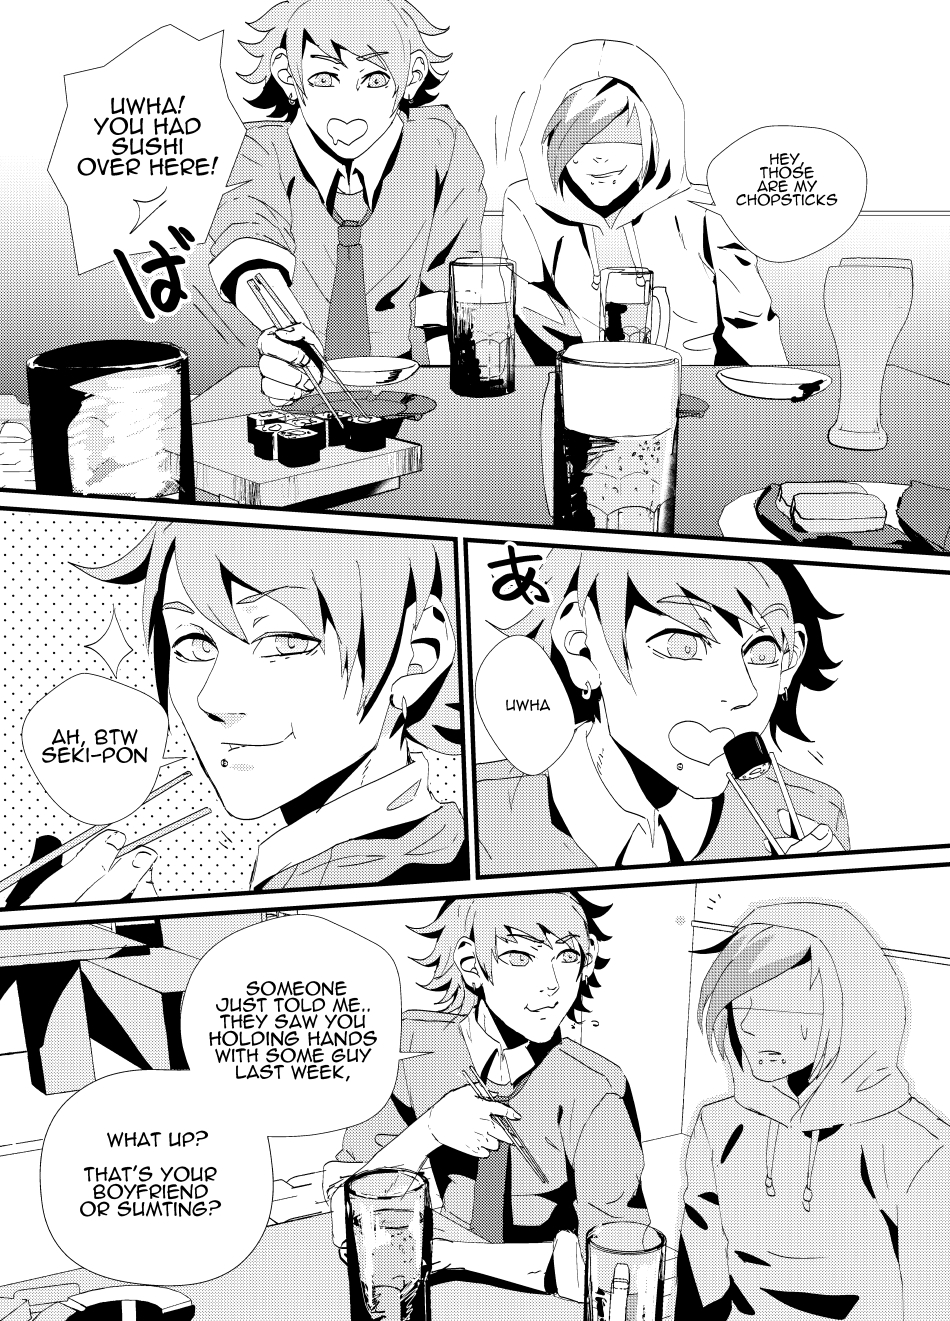 UWHA!
YOU HAD
SUSHI
OVER HERE!
HEY,
THOSE
ARE MY
CHOPSTICKS
ば
AH, BTW
SEKI-PON
あ
UWHA
SOMEONE
JUST TOLD ME..
THEY SAW YOU
HOLDING HANDS
WITH SOME GUY
LAST WEEK,
WHAT UP?
THAT'S YOUR
BOYFRIEND
OR SUMTING?